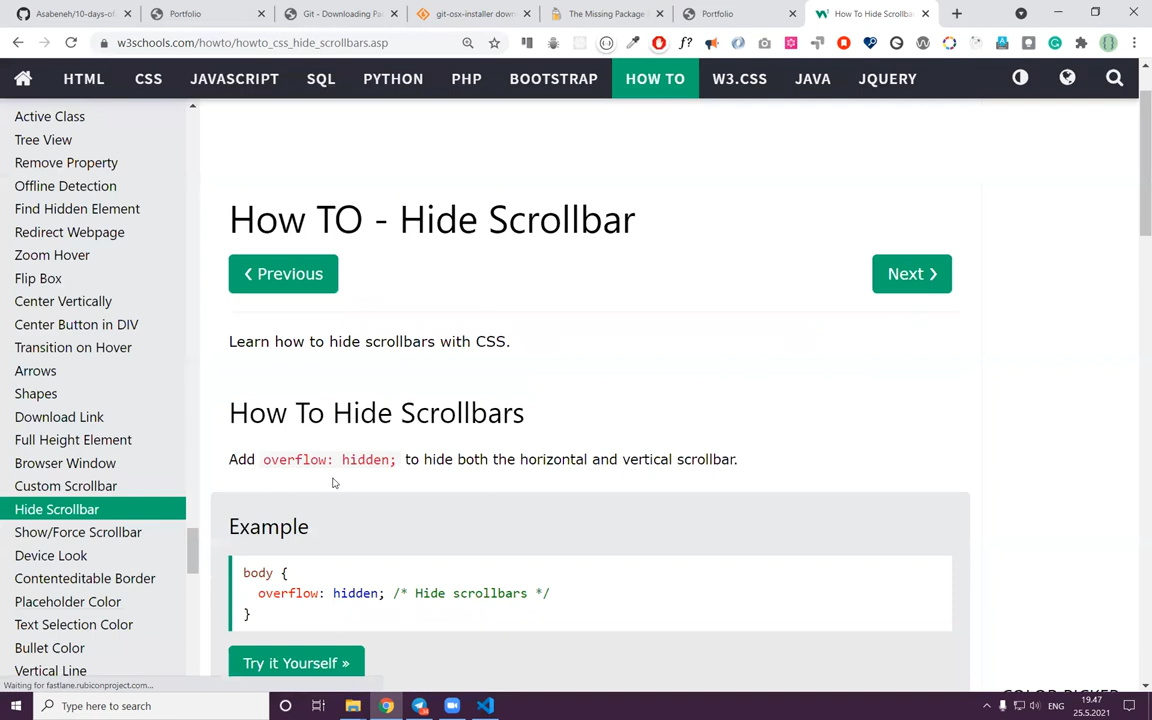 Asabeneh/10-days-of
Portfolio
Git - Downloading Pac
git-osx-installer down
The Missing Package
Portfolio
How To Hide Scrollba
w3schools.com/howto/howto_css_hide_scrollbars.asp
HTML
CSS
JAVASCRIPT
SQL
PYTHON
PHP
BOOTSTRAP
HOW TO
W3.CSS
JAVA
JQUERY
Active Class
Tree View
Remove Property
Offline Detection
Find Hidden Element
Redirect Webpage
Zoom Hover
Flip Box
Center Vertically
Center Button in DIV
Transition on Hover
Arrows
Shapes
Download Link
Full Height Element
Browser Window
Custom Scrollbar
Hide Scrollbar
Show/Force Scrollbar
Device Look
Contenteditable Border
Placeholder Color
Text Selection Color
Bullet Color
Vertical Line
How TO - Hide Scrollbar
❮ Previous
Next ❯
Learn how to hide scrollbars with CSS.
How To Hide Scrollbars
Add overflow: hidden; to hide both the horizontal and vertical scrollbar.
Example
body {
overflow: hidden; /* Hide scrollbars */
}
Try it Yourself »
COLOR PICKER
Waiting for fastlane.rubiconproject.com...
Type here to search
ENG
19.47
25.5.2021